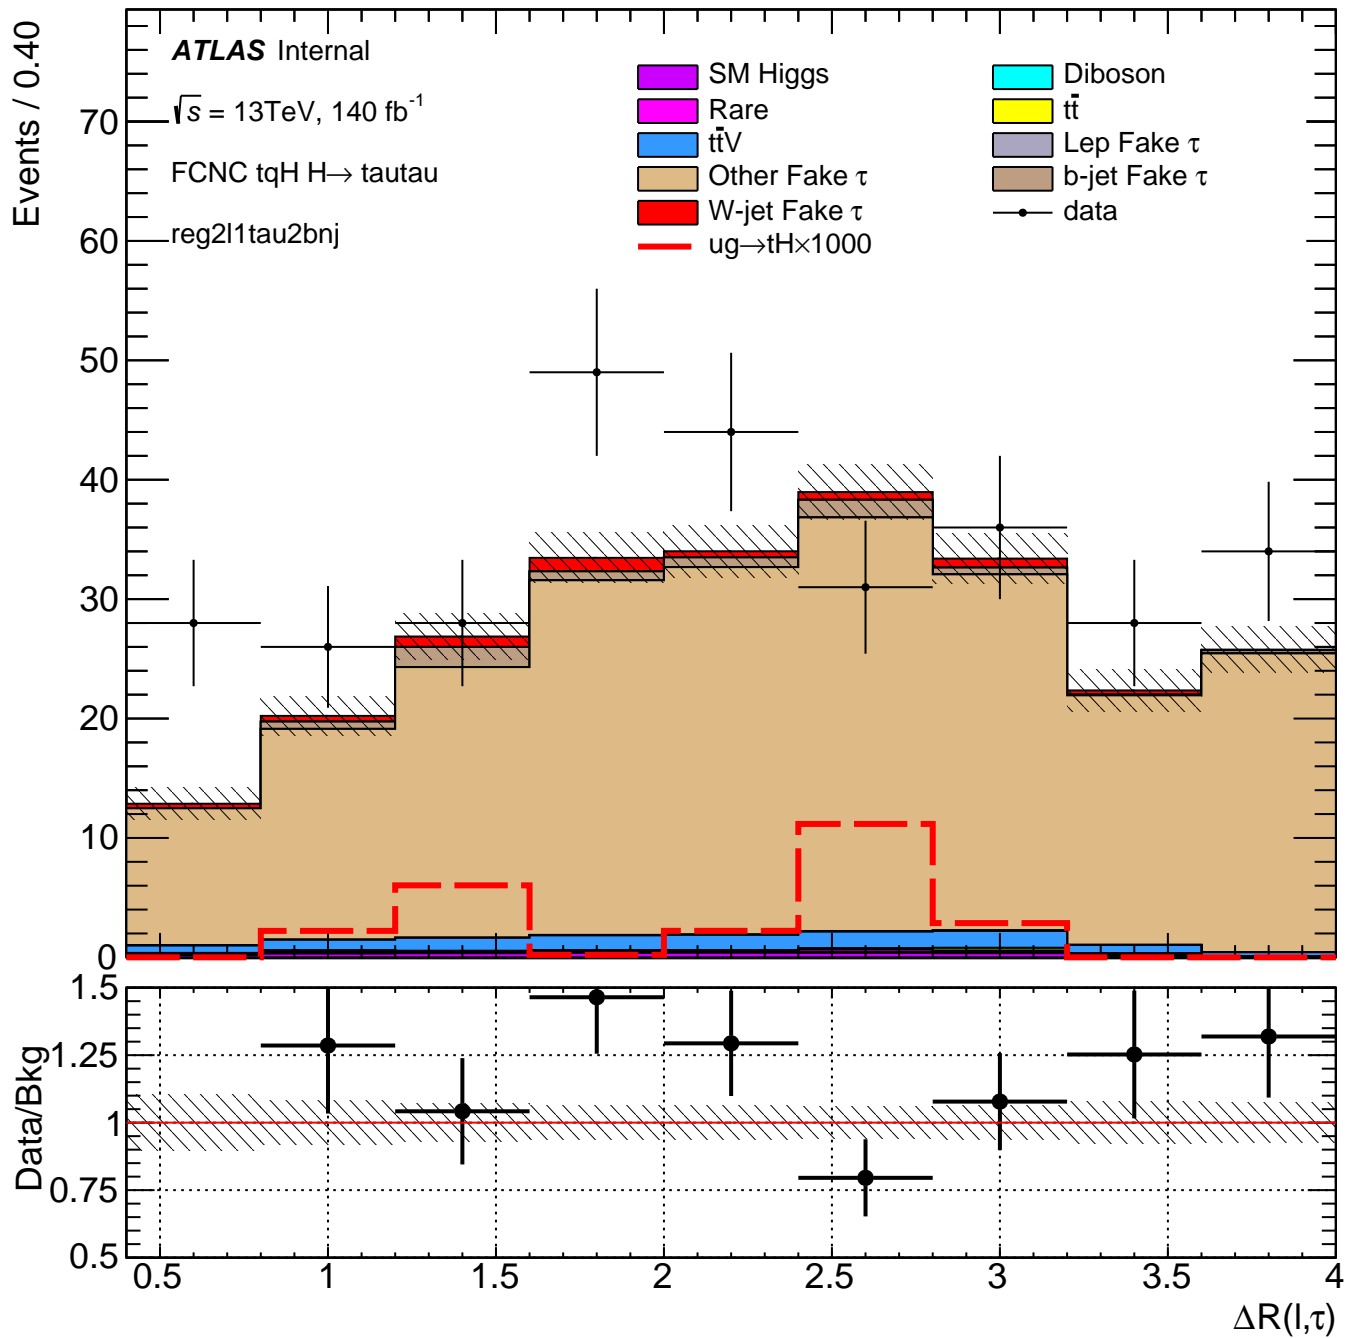 ATLAS Internal
√s = 13TeV, 140 fb⁻¹
FCNC tqH H→ tautau
reg2l1tau2bnj
SM Higgs
Rare
tt̄V
Other Fake τ
W-jet Fake τ
ug→tH×1000
Diboson
tt̄
Lep Fake τ
b-jet Fake τ
data
Events / 0.40
70
60
50
40
30
20
10
0
Data/Bkg
1.5
1.25
1
0.75
0.5
0.5
1
1.5
2
2.5
3
3.5
4
ΔR(l,τ)